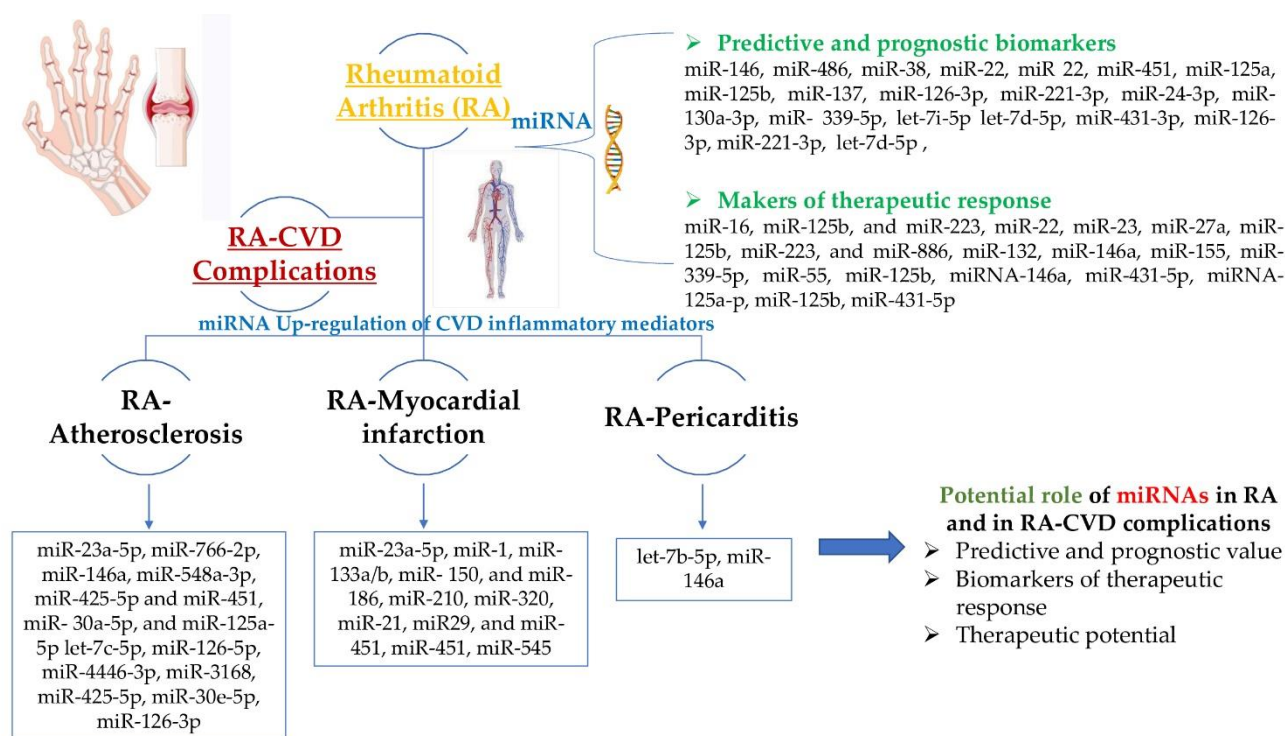 Rheumatoid
Arthritis (RA)
miRNA
➢ Predictive and prognostic biomarkers
miR-146, miR-486, miR-38, miR-22, miR 22, miR-451, miR-125a,
miR-125b, miR-137, miR-126-3p, miR-221-3p, miR-24-3p, miR-
130a-3p, miR- 339-5p, let-7i-5p let-7d-5p, miR-431-3p, miR-126-
3p, miR-221-3p, let-7d-5p ,
➢ Makers of therapeutic response
miR-16, miR-125b, and miR-223, miR-22, miR-23, miR-27a, miR-
125b, miR-223, and miR-886, miR-132, miR-146a, miR-155, miR-
339-5p, miR-55, miR-125b, miRNA-146a, miR-431-5p, miRNA-
125a-p, miR-125b, miR-431-5p
RA-CVD
Complications
miRNA Up-regulation of CVD inflammatory mediators
RA-
Atherosclerosis
RA-Myocardial
infarction
RA-Pericarditis
miR-23a-5p, miR-766-2p,
miR-146a, miR-548a-3p,
miR-425-5p and miR-451,
miR- 30a-5p, and miR-125a-
5p let-7c-5p, miR-126-5p,
miR-4446-3p, miR-3168,
miR-425-5p, miR-30e-5p,
miR-126-3p
miR-23a-5p, miR-1, miR-
133a/b, miR- 150, and miR-
186, miR-210, miR-320,
miR-21, miR29, and miR-
451, miR-451, miR-545
let-7b-5p, miR-
146a
Potential role of miRNAs in RA
and in RA-CVD complications
➢ Predictive and prognostic value
➢ Biomarkers of therapeutic
response
➢ Therapeutic potential